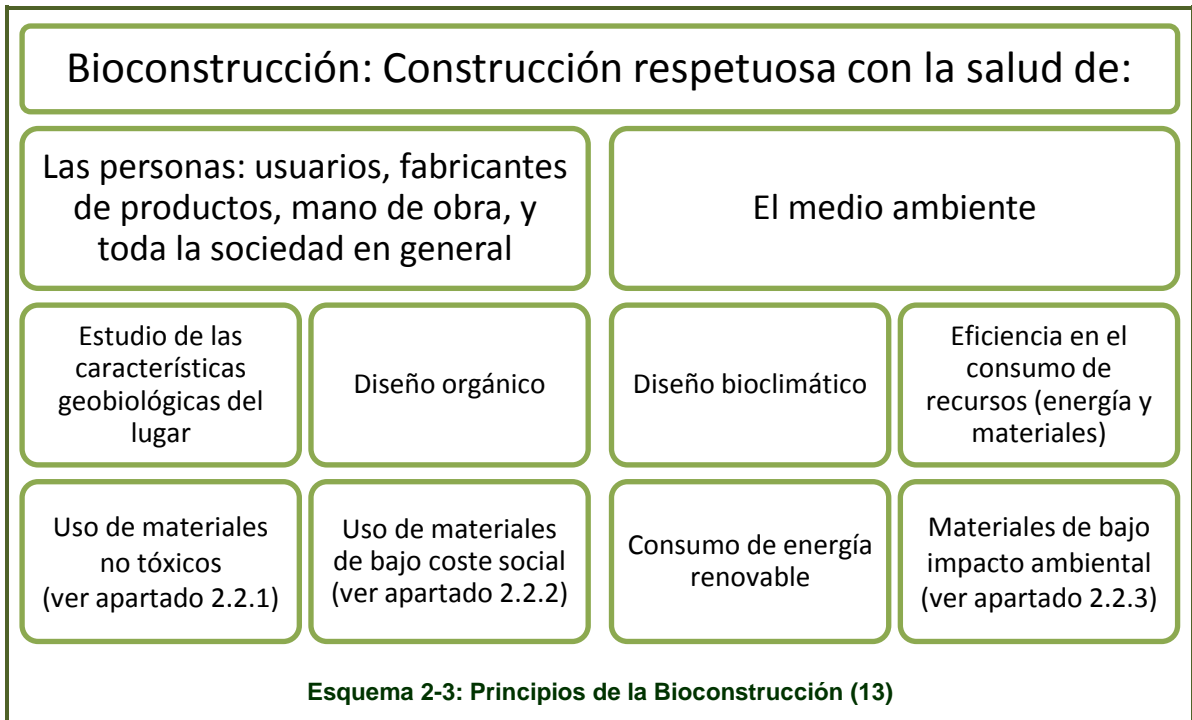 Bioconstrucción: Construcción respetuosa con la salud de:
Las personas: usuarios, fabricantes
de productos, mano de obra, y
toda la sociedad en general
El medio ambiente
Estudio de las
características
geobiológicas del
lugar
Diseño orgánico
Diseño bioclimático
Eficiencia en el
consumo de
recursos (energía y
materiales)
Uso de materiales
no tóxicos
(ver apartado 2.2.1)
Uso de materiales
de bajo coste social
(ver apartado 2.2.2)
Consumo de energía
renovable
Materiales de bajo
impacto ambiental
(ver apartado 2.2.3)
Esquema 2-3: Principios de la Bioconstrucción (13)